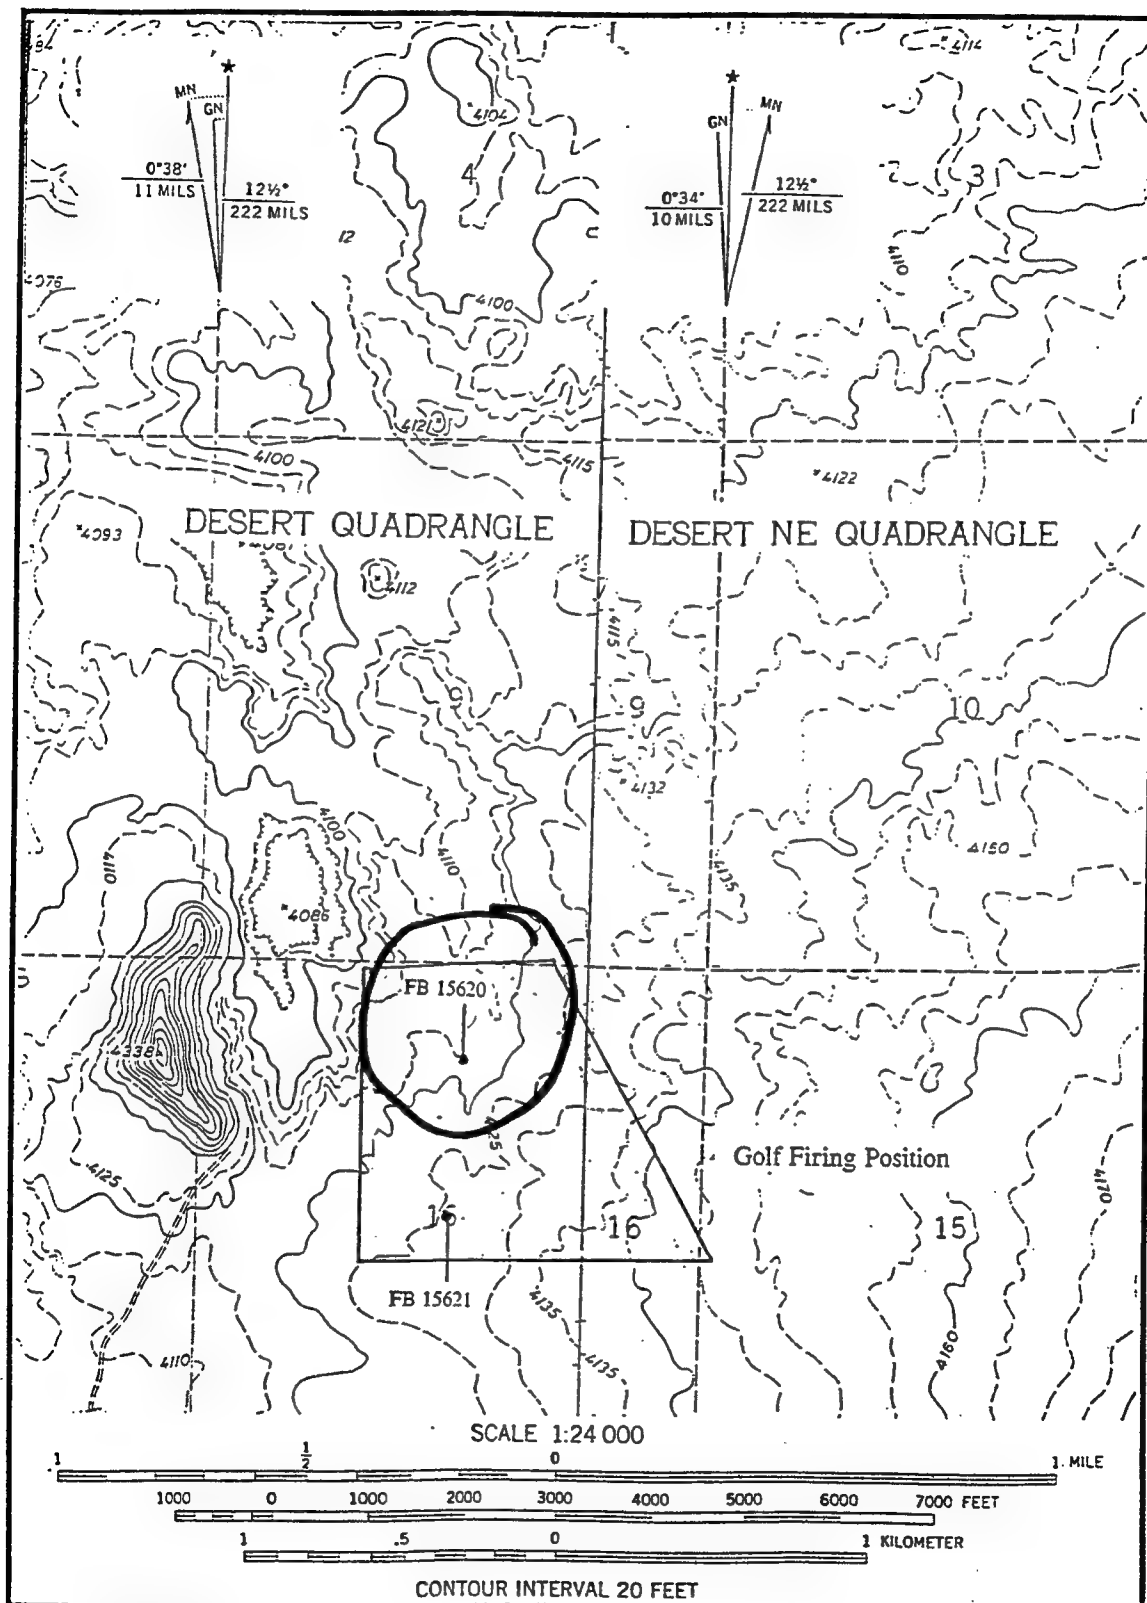 4114
MN
GN
MN
GN
4104
0°38'
11 MILS
12½°
222 MILS
4
0°34'
10 MILS
12½°
222 MILS
3
12
4110
4076
4100
4121
4100
4115
4122
4093
DESERT QUADRANGLE
DESERT NE QUADRANGLE
4112
4115
9
9
10
4132
4100
4110
4110
4150
4135
4086
FB 15620
4338
4125
4125
Golf Firing Position
4170
16
16
15
FB 15621
4135
4110
4135
4160
SCALE 1:24 000
1 ½ 0 1 MILE
1000 0 1000 2000 3000 4000 5000 6000 7000 FEET
1 .5 0 1 KILOMETER
CONTOUR INTERVAL 20 FEET